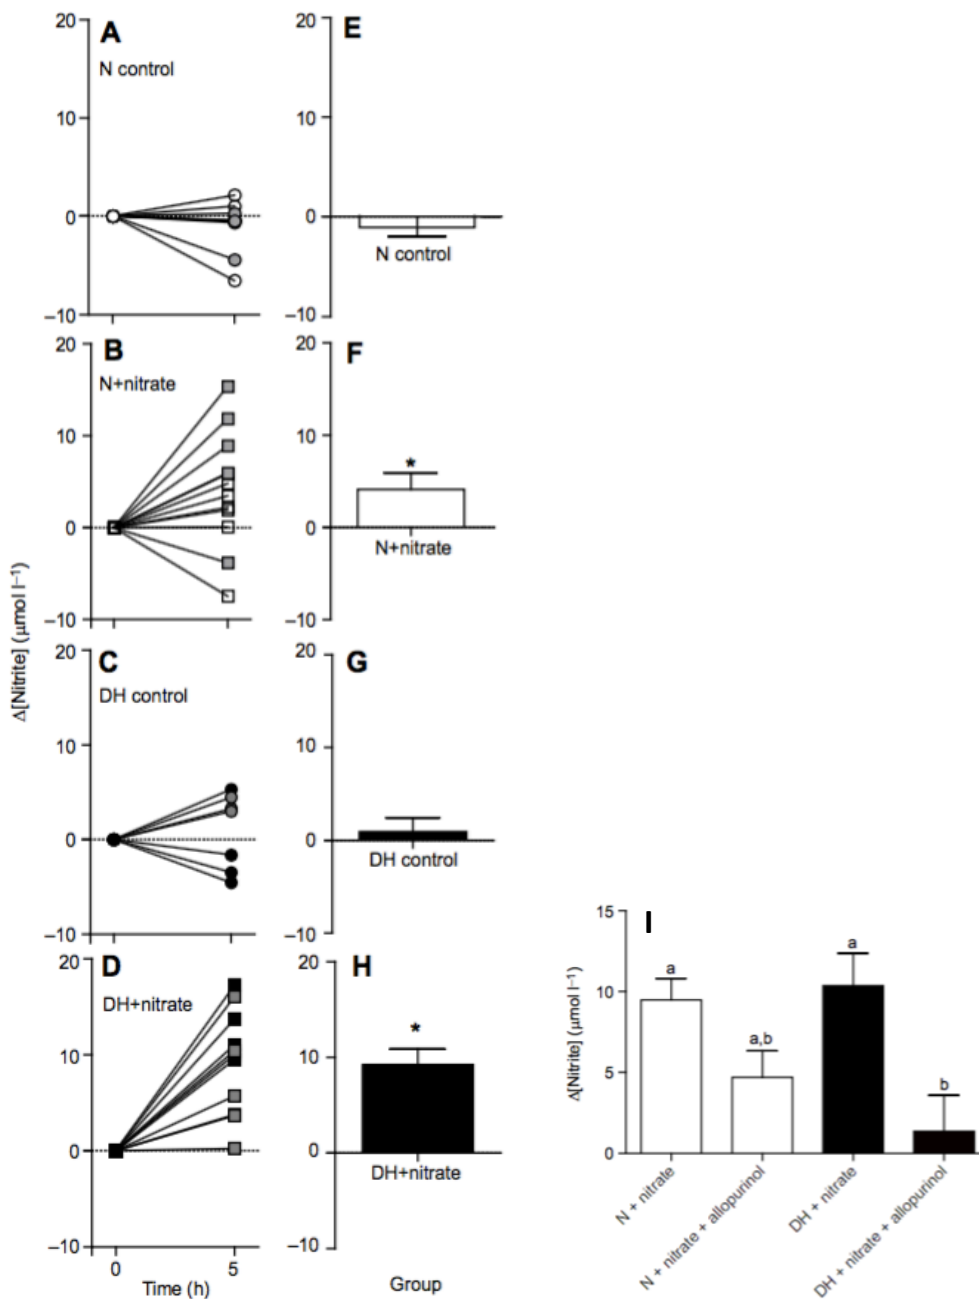 A
N control
20
10
0
–10
E
20
10
0
–10
N control
B
N+nitrate
20
10
0
–10
F
20
10
0
–10
*
N+nitrate
Δ[Nitrite] (μmol l⁻¹)
C
DH control
20
10
0
–10
G
20
10
0
–10
DH control
D
DH+nitrate
20
10
0
–10
0
5
Time (h)
H
20
10
0
–10
*
DH+nitrate
Group
I
15
10
5
0
Δ[Nitrite] (μmol l⁻¹)
a
a,b
a
b
N + nitrate
N + nitrate + allopurinol
DH + nitrate
DH + nitrate + allopurinol